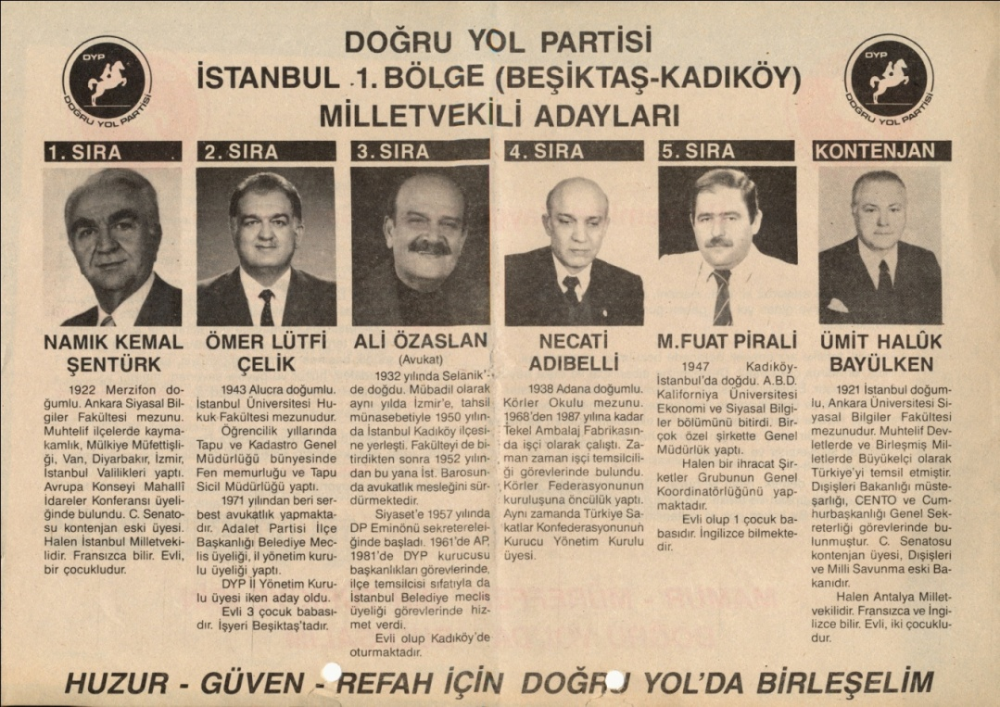 DYP
DOĞRU YOL PARTİSİ
DOĞRU YOL PARTİSİ
İSTANBUL 1. BÖLGE (BEŞİKTAŞ-KADIKÖY)
MİLLETVEKİLİ ADAYLARI
DYP
DOĞRU YOL PARTİSİ
1. SIRA
NAMIK KEMAL
ŞENTÜRK
1922 Merzifon do-
ğumlu. Ankara Siyasal Bil-
giler Fakültesi mezunu.
Muhtelif ilçelerde kayma-
kamlık, Mülkiye Müfettişli-
ği, Van, Diyarbakır, İzmir,
İstanbul Valilikleri yaptı.
Avrupa Konseyi Mahallî
İdareler Konferansı üyeli-
ğinde bulundu. C. Senato-
su kontenjan eski üyesi.
Halen İstanbul Milletveki-
lidir. Fransızca bilir. Evli,
bir çocukludur.
2. SIRA
ÖMER LÜTFİ
ÇELİK
1943 Alucra doğumlu.
İstanbul Üniversitesi Hu-
kuk Fakültesi mezunudur.
Öğrencilik yıllarında
Tapu ve Kadastro Genel
Müdürlüğü bünyesinde
Fen memurluğu ve Tapu
Sicil Müdürlüğü yaptı.
1971 yılından beri ser-
best avukatlık yapmakta-
dır. Adalet Partisi İlçe
Başkanlığı Belediye Mec-
lis üyeliği, il yönetim kuru-
lu üyeliği yaptı.
DYP İl Yönetim Kuru-
lu üyesi iken aday oldu.
Evli 3 çocuk babası-
dır. İşyeri Beşiktaş'tadır.
3. SIRA
ALİ ÖZASLAN
(Avukat)
1932 yılında Selanik'-
de doğdu. Mübadil olarak
aynı yılda İzmir'e, tahsil
münasebetiyle 1950 yılın-
da İstanbul Kadıköy ilçesi-
ne yerleşti. Fakülteyi de bi-
tirdikten sonra 1952 yılın-
dan bu yana İst. Barosun-
da avukatlık mesleğini sür-
dürmektedir.
Siyaset'e 1957 yılında
DP Eminönü sekreterelei-
ğinde başladı. 1961'de AP,
1981'de DYP kurucusu
başkanlıkları görevlerinde,
ilçe temsilcisi sıfatıyla da
İstanbul Belediye meclis
üyeliği görevlerinde hiz-
met verdi.
Evli olup Kadıköy'de
oturmaktadır.
4. SIRA
NECATİ
ADIBELLİ
1938 Adana doğumlu.
Körler Okulu mezunu.
1968'den 1987 yılına kadar
Tekel Ambalaj Fabrikasın-
da işçi olarak çalıştı. Za-
man zaman işçi temsilcili-
ği görevlerinde bulundu.
Körler Federasyonunun
kuruluşuna öncülük yaptı.
Aynı zamanda Türkiye Sa-
katlar Konfederasyonunun
Kurucu Yönetim Kurulu
üyesi.
5. SIRA
M.FUAT PİRALİ
1947 Kadıköy-
İstanbul'da doğdu. A.B.D.
Kaliforniya Üniversitesi
Ekonomi ve Siyasal Bilgi-
ler bölümünü bitirdi. Bir-
çok özel şirkette Genel
Müdürlük yaptı.
Halen bir ihracat Şir-
ketler Grubunun Genel
Koordinatörlüğünü yap-
maktadır.
Evli olup 1 çocuk ba-
basıdır. İngilizce bilmekte-
dir.
KONTENJAN
ÜMİT HALÛK
BAYÜLKEN
1921 İstanbul doğum-
lu, Ankara Üniversitesi Si-
yasal Bilgiler Fakültesi
mezunudur. Muhtelif Dev-
letlerde ve Birleşmiş Mil-
letlerde Büyükelçi olarak
Türkiye'yi temsil etmiştir.
Dışişleri Bakanlığı müste-
şarlığı, CENTO ve Cum-
hurbaşkanlığı Genel Sek-
reterliği görevlerinde bu-
lunmuştur. C. Senatosu
kontenjan üyesi, Dışişleri
ve Milli Savunma eski Ba-
kanıdır.
Halen Antalya Millet-
vekilidir. Fransızca ve İngi-
lizce bilir. Evli, iki çocuklu-
dur.
HUZUR - GÜVEN - REFAH İÇİN DOĞRU YOL'DA BİRLEŞELİM